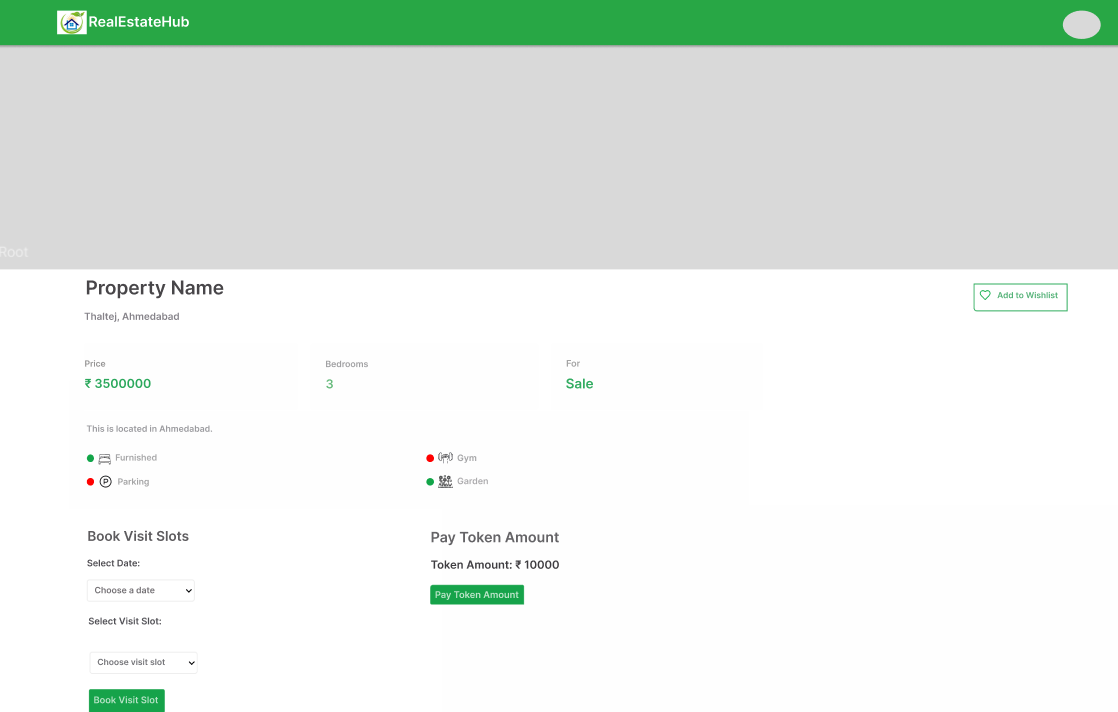 RealEstateHub
Root
Property Name
Add to Wishlist
Thaltej, Ahmedabad
Price
Bedrooms
For
₹ 3500000
3
Sale
This is located in Ahmedabad.
Furnished
Gym
P
Parking
Garden
Book Visit Slots
Pay Token Amount
Select Date:
Token Amount: ₹ 10000
Choose a date
Pay Token Amount
Select Visit Slot:
Choose visit slot
Book Visit Slot